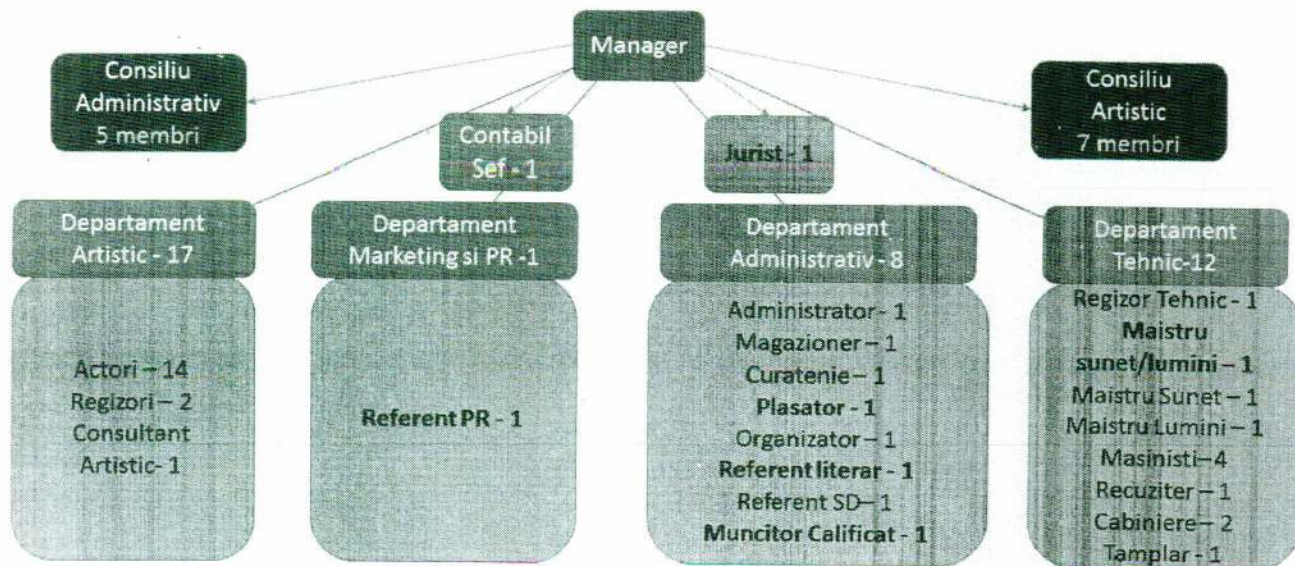 Manager
Consiliu
Administrativ
5 membri
Consiliu
Artistic
7 membri
Contabil
Sef - 1
Jurist - 1
Departament
Artistic - 17
Actori – 14
Regizori – 2
Consultant
Artistic- 1
Departament
Marketing si PR -1
Referent PR - 1
Departament
Administrativ - 8
Administrator - 1
Magazioner – 1
Curatenie – 1
Plasator - 1
Organizator – 1
Referent literar - 1
Referent SD– 1
Muncitor Calificat - 1
Departament
Tehnic-12
Regizor Tehnic - 1
Maistru
sunet/lumini – 1
Maistru Sunet – 1
Maistru Lumini – 1
Masinisti–4
Recuziter – 1
Cabiniere – 2
Tamplar - 1